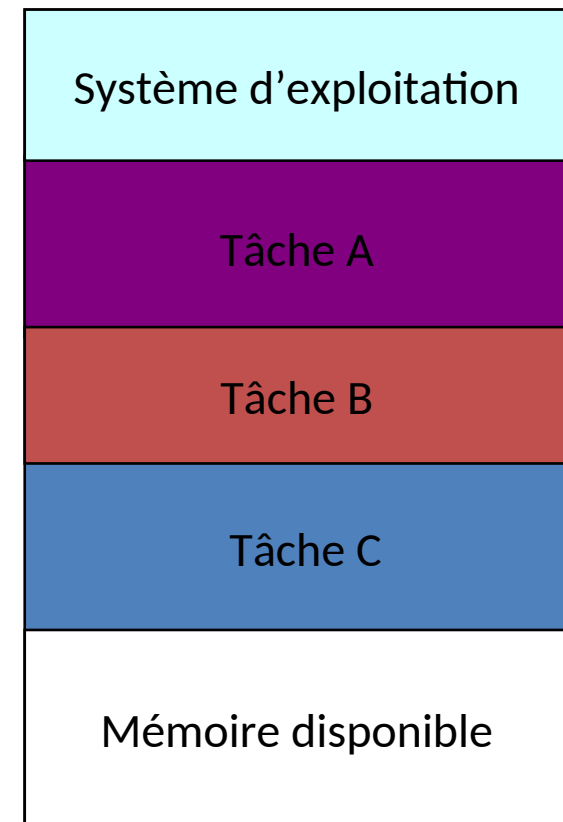 Système d’exploitation
Tâche A
Tâche B
Tâche C
Mémoire disponible